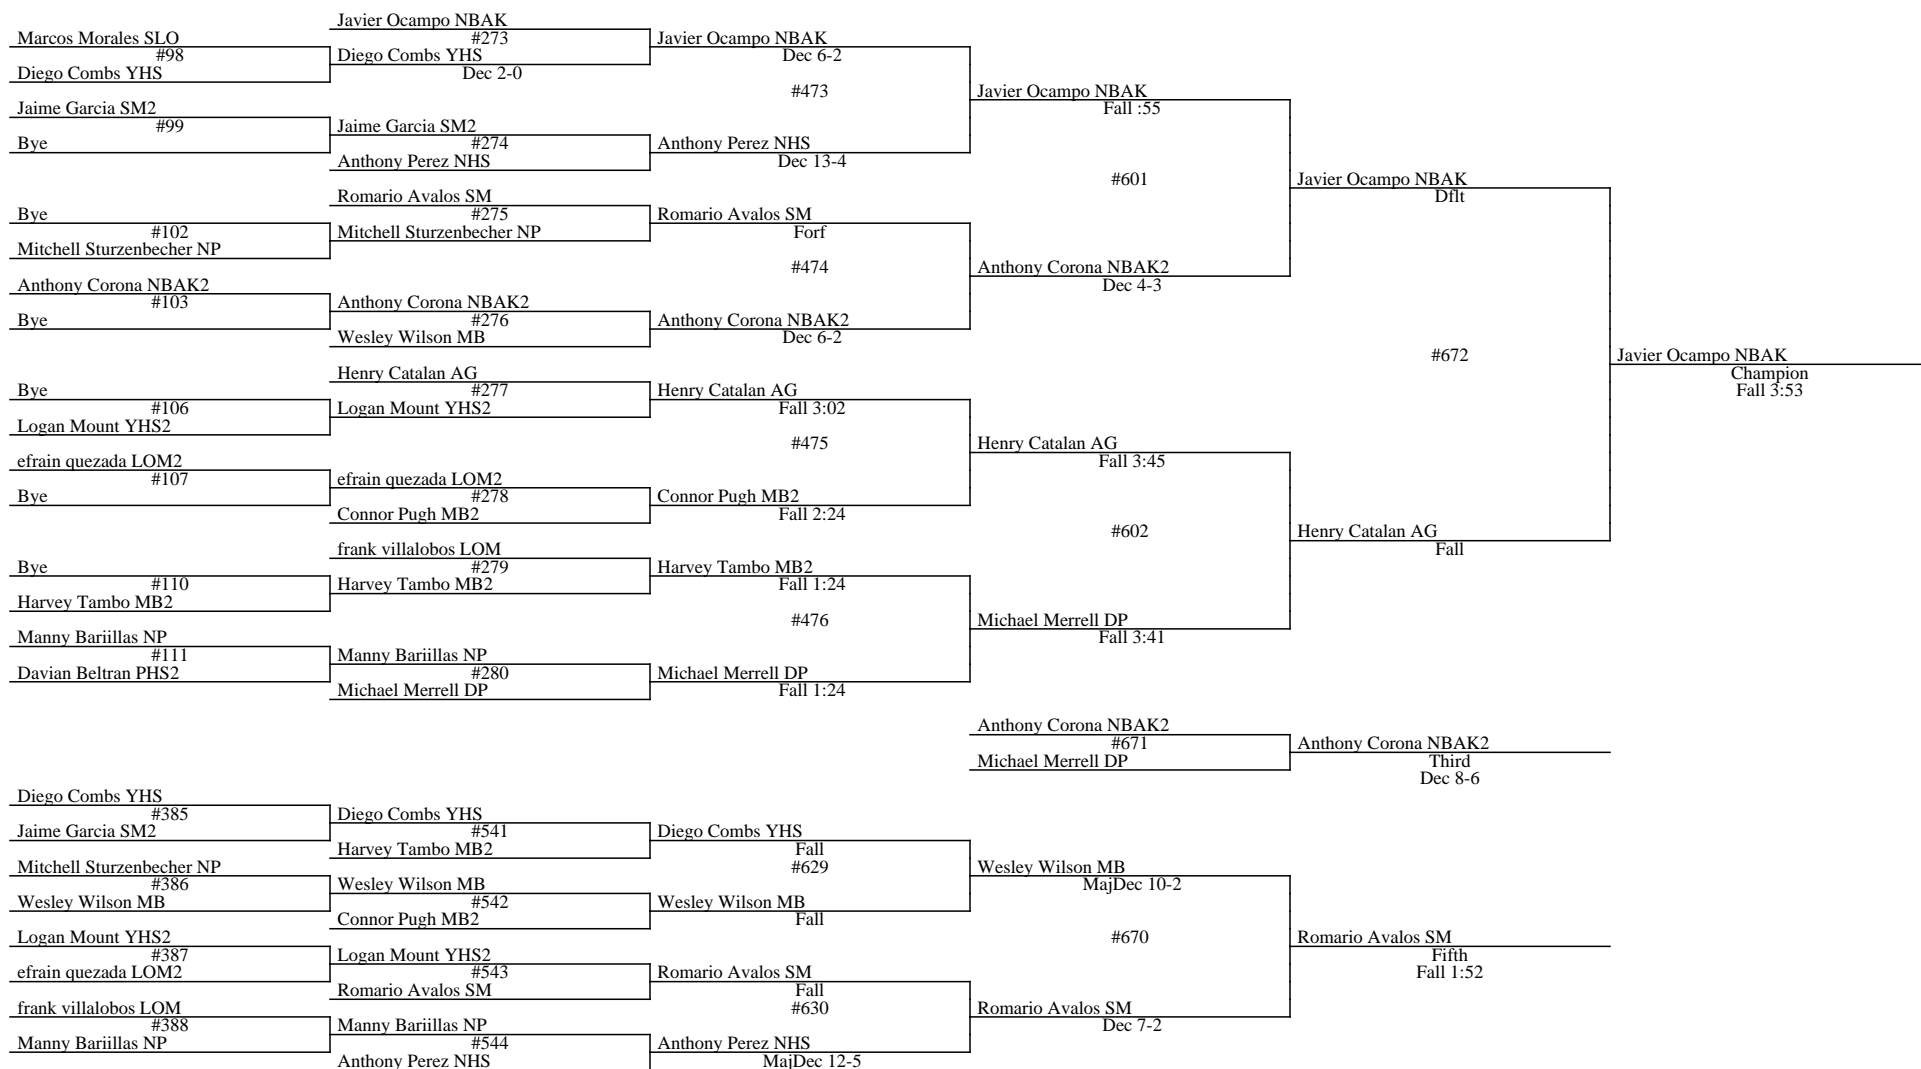 Javier Ocampo NBAK
Marcos Morales SLO
#273
Javier Ocampo NBAK
#98
Diego Combs YHS
Dec 6-2
Diego Combs YHS
Dec 2-0
#473
Javier Ocampo NBAK
Jaime Garcia SM2
Fall :55
#99
Jaime Garcia SM2
Bye
#274
Anthony Perez NHS
Anthony Perez NHS
Dec 13-4
#601
Javier Ocampo NBAK
Romario Avalos SM
Dflt
Bye
#275
Romario Avalos SM
#102
Mitchell Sturzenbecher NP
Forf
Mitchell Sturzenbecher NP
#474
Anthony Corona NBAK2
Anthony Corona NBAK2
Dec 4-3
#103
Anthony Corona NBAK2
Bye
#276
Anthony Corona NBAK2
Wesley Wilson MB
Dec 6-2
#672
Javier Ocampo NBAK
Champion
Fall 3:53
Henry Catalan AG
Bye
#277
Henry Catalan AG
#106
Logan Mount YHS2
Fall 3:02
Logan Mount YHS2
#475
Henry Catalan AG
efrain quezada LOM2
Fall 3:45
#107
efrain quezada LOM2
Bye
#278
Connor Pugh MB2
Connor Pugh MB2
Fall 2:24
#602
Henry Catalan AG
frank villalobos LOM
Fall
Bye
#279
Harvey Tambo MB2
#110
Harvey Tambo MB2
Fall 1:24
Harvey Tambo MB2
#476
Michael Merrell DP
Manny Bariillas NP
Fall 3:41
#111
Manny Bariillas NP
Davian Beltran PHS2
#280
Michael Merrell DP
Michael Merrell DP
Fall 1:24
Anthony Corona NBAK2
#671
Anthony Corona NBAK2
Michael Merrell DP
Third
Dec 8-6
Diego Combs YHS
#385
Diego Combs YHS
Jaime Garcia SM2
#541
Diego Combs YHS
Harvey Tambo MB2
Fall
Mitchell Sturzenbecher NP
#629
Wesley Wilson MB
#386
Wesley Wilson MB
MajDec 10-2
Wesley Wilson MB
#542
Wesley Wilson MB
Connor Pugh MB2
Fall
Logan Mount YHS2
#670
Romario Avalos SM
#387
Logan Mount YHS2
Fifth
efrain quezada LOM2
#543
Romario Avalos SM
Fall 1:52
Romario Avalos SM
Fall
frank villalobos LOM
#630
Romario Avalos SM
#388
Manny Bariillas NP
Dec 7-2
Manny Bariillas NP
#544
Anthony Perez NHS
Anthony Perez NHS
MajDec 12-5